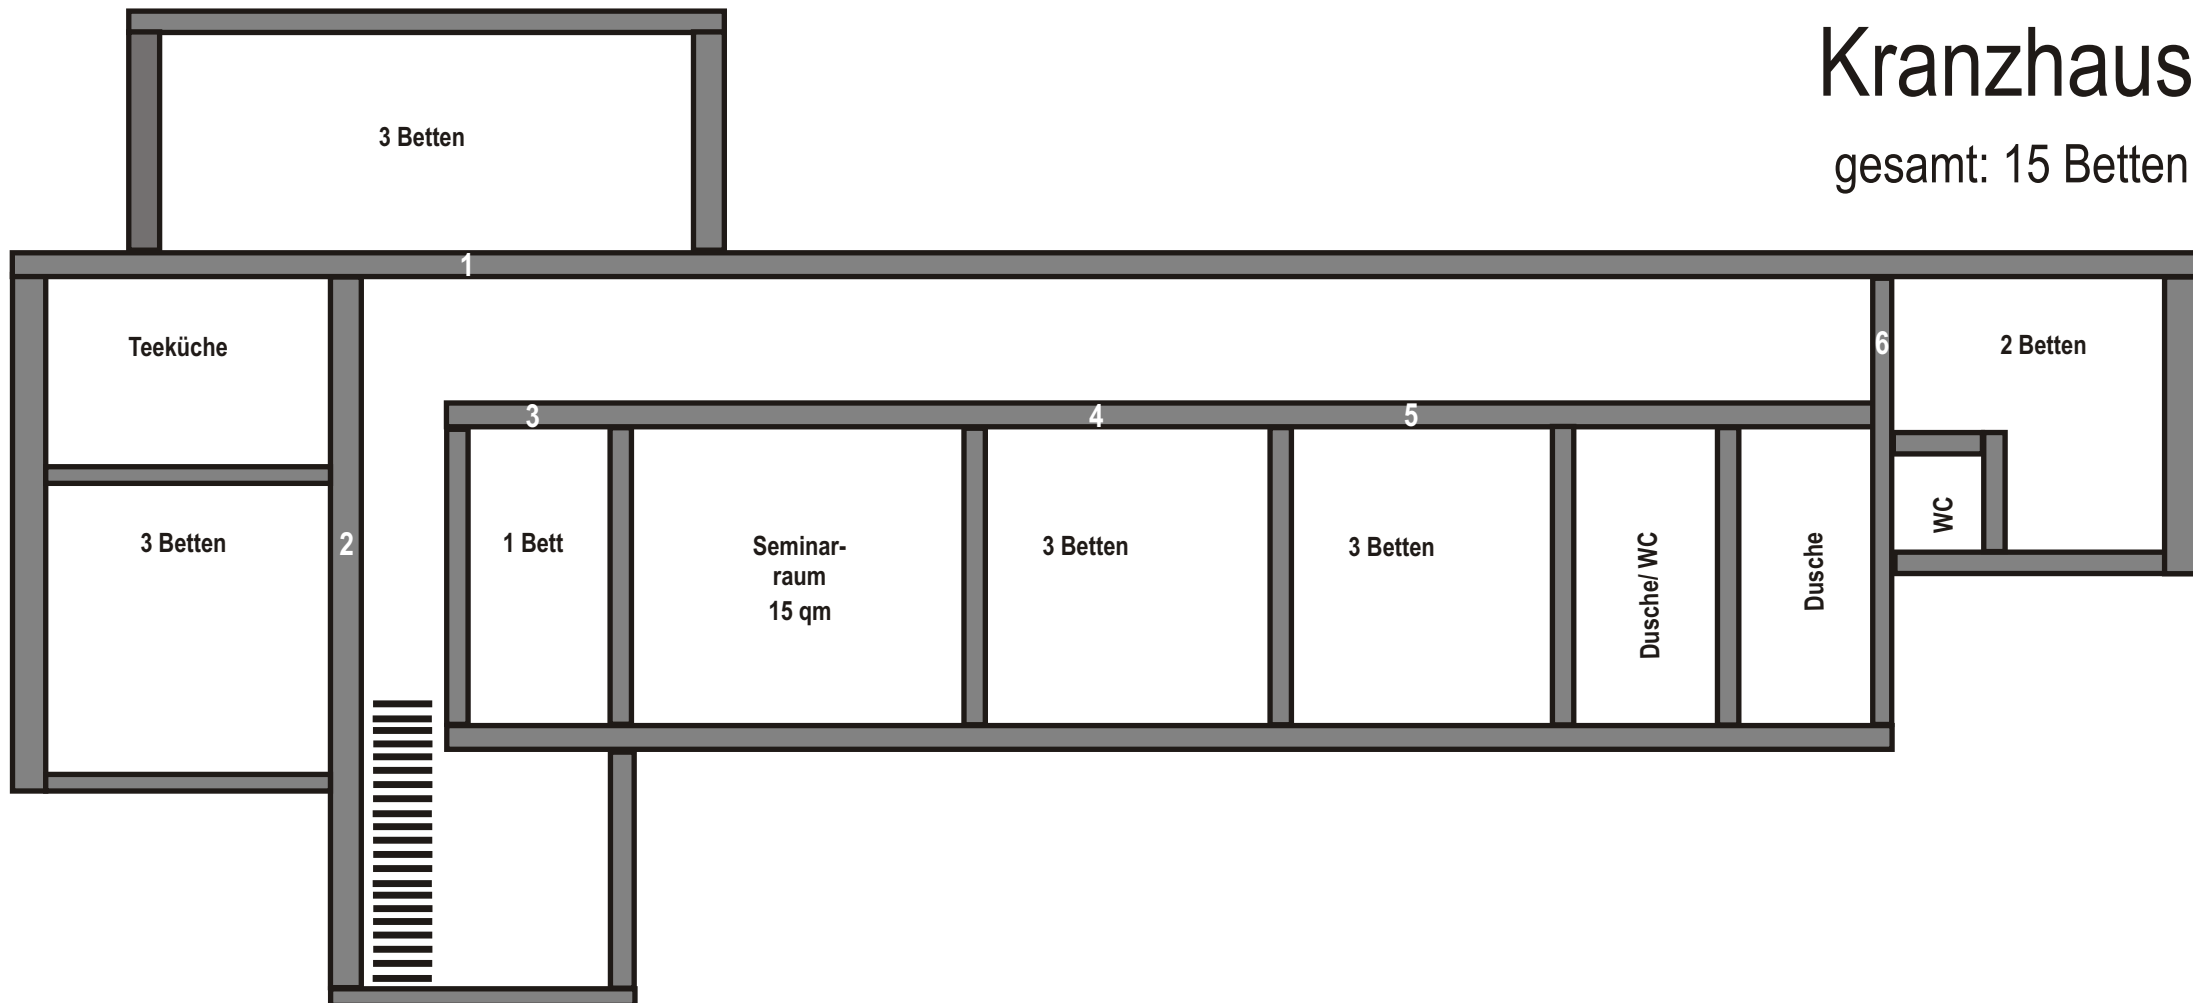 Kranzhaus
gesamt: 15 Betten
3 Betten
1
Teeküche
6
2 Betten
3
4
5
3 Betten
2
1 Bett
Seminar-
raum
15 qm
3 Betten
3 Betten
Dusche/ WC
Dusche
WC